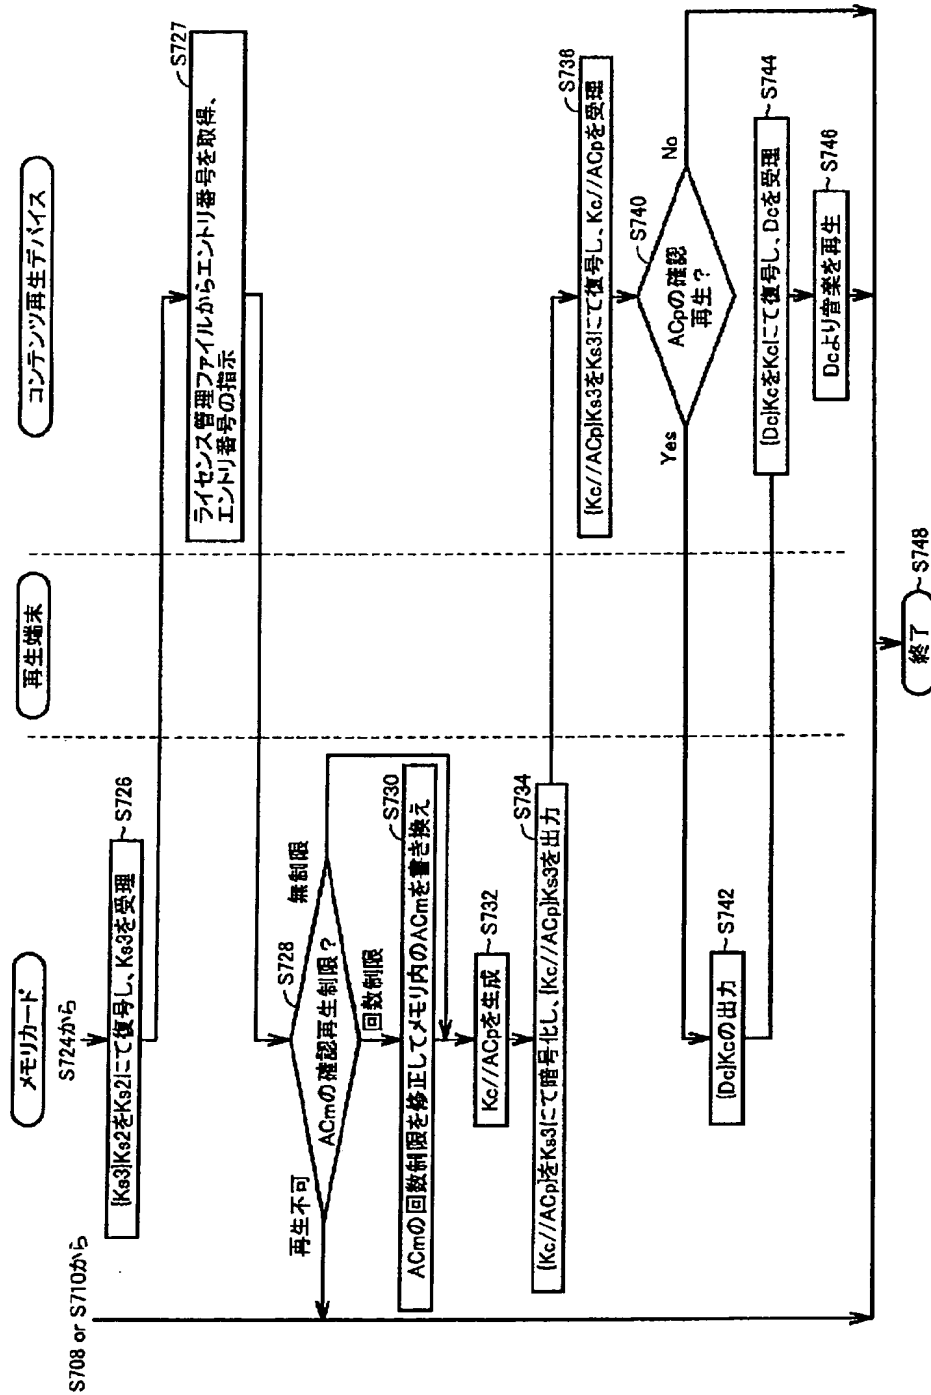 メモリカード
再生端末
コンテンツ再生デバイス
S708 or S710から
S724から
{Ks3}Ks2をKs2にて復号し、Ks3を受理
S726
ライセンス管理ファイルからエントリ番号を取得、
エントリ番号の指示
S727
ACmの確認再生制限？
S728
再生不可
回数制限
無制限
ACmの回数制限を修正してメモリ内のACmを書き換え
S730
Kc//ACpを生成
S732
{Kc//ACp}をKs3にて暗号化し、{Kc//ACp}Ks3を出力
S734
{Kc//ACp}Ks3をKs3にて復号し、Kc//ACpを受理
S736
ACpの確認
再生？
S740
Yes
No
{Dc}Kcの出力
S742
{Dc}KcをKcにて復号し、Dcを受理
S744
Dcより音楽を再生
S746
終了
S748